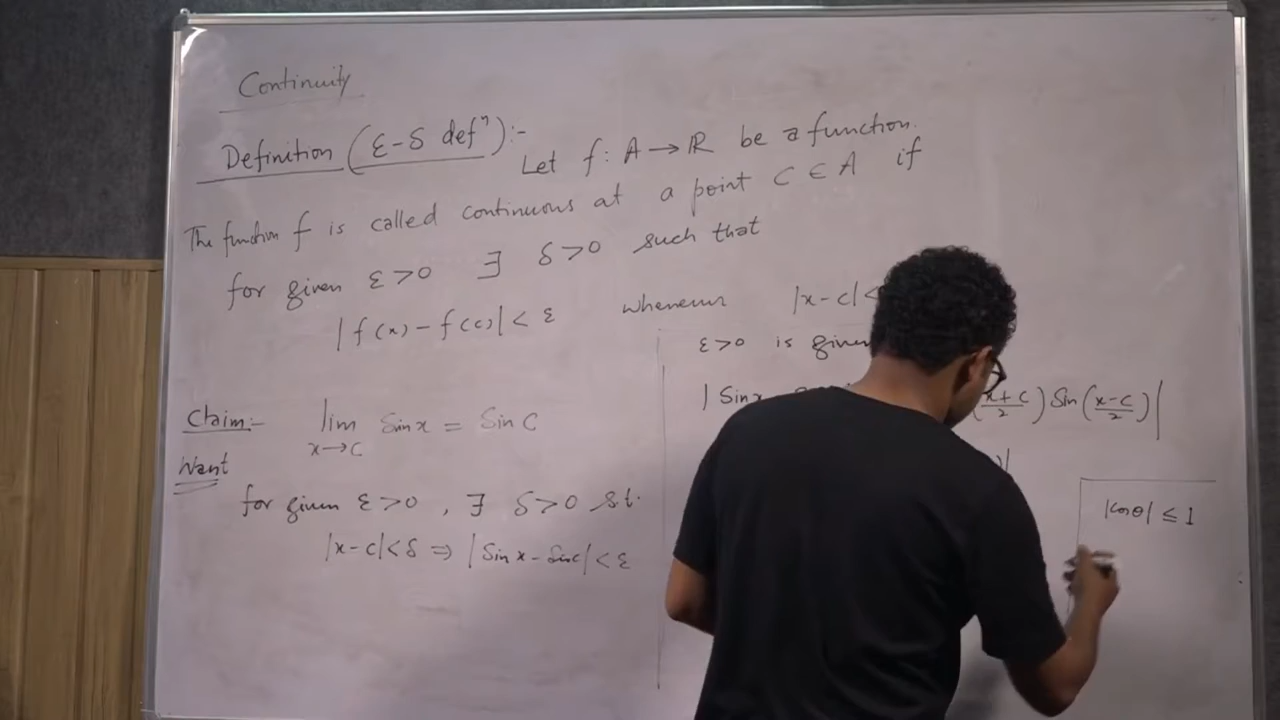 Continuity
Definition (ε-δ defⁿ):-
Let f: A → ℝ be a function.
The function f is called continuous at a point C ∈ A if
for given ε>0 ∃ δ>0 such that
|f(x) - f(c)| < ε whenever |x-c|<
ε>0 is given
Claim:- lim x→C Sin x = Sin C
|Sin x
(x+c/2) Sin (x-c/2)|
Want
for given ε>0 , ∃ δ>0 s.t.
|x-c|<δ ⇒ |Sin x - Sin c| < ε
|Cos θ| ≤ 1